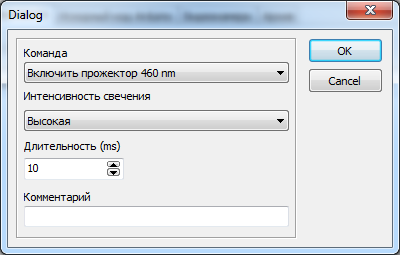 Dialog
Команда
Включить прожектор 460 nm
Интенсивность свечения
Высокая
Длительность (ms)
10
Комментарий
OK
Cancel